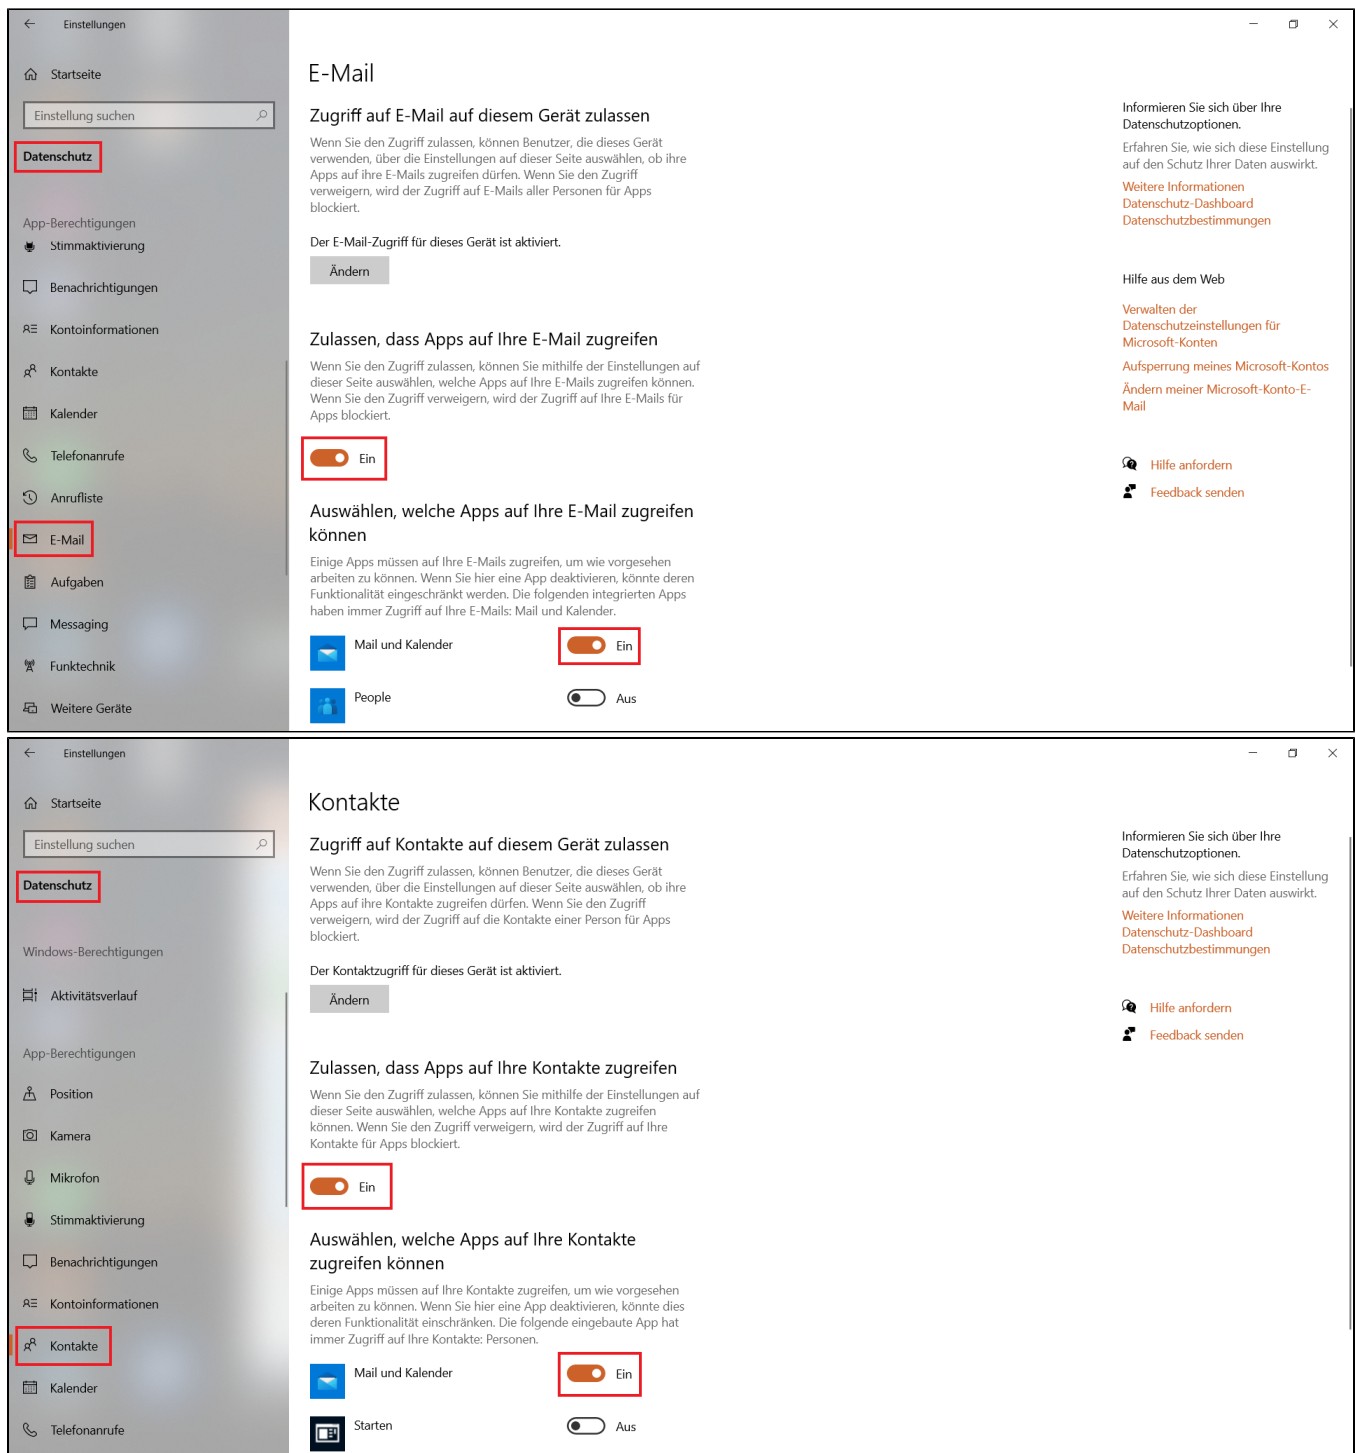 Einstellungen
Startseite
Einstellung suchen
Datenschutz
App-Berechtigungen
Stimmaktivierung
Benachrichtigungen
Kontoinformationen
Kontakte
Kalender
Telefonanrufe
Anrufliste
E-Mail
Aufgaben
Messaging
Funktechnik
Weitere Geräte
E-Mail
Zugriff auf E-Mail auf diesem Gerät zulassen
Wenn Sie den Zugriff zulassen, können Benutzer, die dieses Gerät
verwenden, über die Einstellungen auf dieser Seite auswählen, ob ihre
Apps auf ihre E-Mails zugreifen dürfen. Wenn Sie den Zugriff
verweigern, wird der Zugriff auf E-Mails aller Personen für Apps
blockiert.
Der E-Mail-Zugriff für dieses Gerät ist aktiviert.
Ändern
Zulassen, dass Apps auf Ihre E-Mail zugreifen
Wenn Sie den Zugriff zulassen, können Sie mithilfe der Einstellungen auf
dieser Seite auswählen, welche Apps auf Ihre E-Mails zugreifen können.
Wenn Sie den Zugriff verweigern, wird der Zugriff auf Ihre E-Mails für
Apps blockiert.
Ein
Auswählen, welche Apps auf Ihre E-Mail zugreifen
können
Einige Apps müssen auf Ihre E-Mails zugreifen, um wie vorgesehen
arbeiten zu können. Wenn Sie hier eine App deaktivieren, könnte deren
Funktionalität eingeschränkt werden. Die folgenden integrierten Apps
haben immer Zugriff auf Ihre E-Mails: Mail und Kalender.
Mail und Kalender Ein
People Aus
Informieren Sie sich über Ihre
Datenschutzoptionen.
Erfahren Sie, wie sich diese Einstellung
auf den Schutz Ihrer Daten auswirkt.
Weitere Informationen
Datenschutz-Dashboard
Datenschutzbestimmungen
Hilfe aus dem Web
Verwalten der
Datenschutzeinstellungen für
Microsoft-Konten
Aufsperrung meines Microsoft-Kontos
Ändern meiner Microsoft-Konto-E-
Mail
Hilfe anfordern
Feedback senden
Einstellungen
Startseite
Einstellung suchen
Datenschutz
Windows-Berechtigungen
Aktivitätsverlauf
App-Berechtigungen
Position
Kamera
Mikrofon
Stimmaktivierung
Benachrichtigungen
Kontoinformationen
Kontakte
Kalender
Telefonanrufe
Kontakte
Zugriff auf Kontakte auf diesem Gerät zulassen
Wenn Sie den Zugriff zulassen, können Benutzer, die dieses Gerät
verwenden, über die Einstellungen auf dieser Seite auswählen, ob ihre
Apps auf ihre Kontakte zugreifen dürfen. Wenn Sie den Zugriff
verweigern, wird der Zugriff auf die Kontakte einer Person für Apps
blockiert.
Der Kontaktzugriff für dieses Gerät ist aktiviert.
Ändern
Zulassen, dass Apps auf Ihre Kontakte zugreifen
Wenn Sie den Zugriff zulassen, können Sie mithilfe der Einstellungen auf
dieser Seite auswählen, welche Apps auf Ihre Kontakte zugreifen
können. Wenn Sie den Zugriff verweigern, wird der Zugriff auf Ihre
Kontakte für Apps blockiert.
Ein
Auswählen, welche Apps auf Ihre Kontakte
zugreifen können
Einige Apps müssen auf Ihre Kontakte zugreifen, um wie vorgesehen
arbeiten zu können. Wenn Sie hier eine App deaktivieren, könnte dies
deren Funktionalität einschränken. Die folgende eingebaute App hat
immer Zugriff auf Ihre Kontakte: Personen.
Mail und Kalender Ein
Starten Aus
Informieren Sie sich über Ihre
Datenschutzoptionen.
Erfahren Sie, wie sich diese Einstellung
auf den Schutz Ihrer Daten auswirkt.
Weitere Informationen
Datenschutz-Dashboard
Datenschutzbestimmungen
Hilfe anfordern
Feedback senden